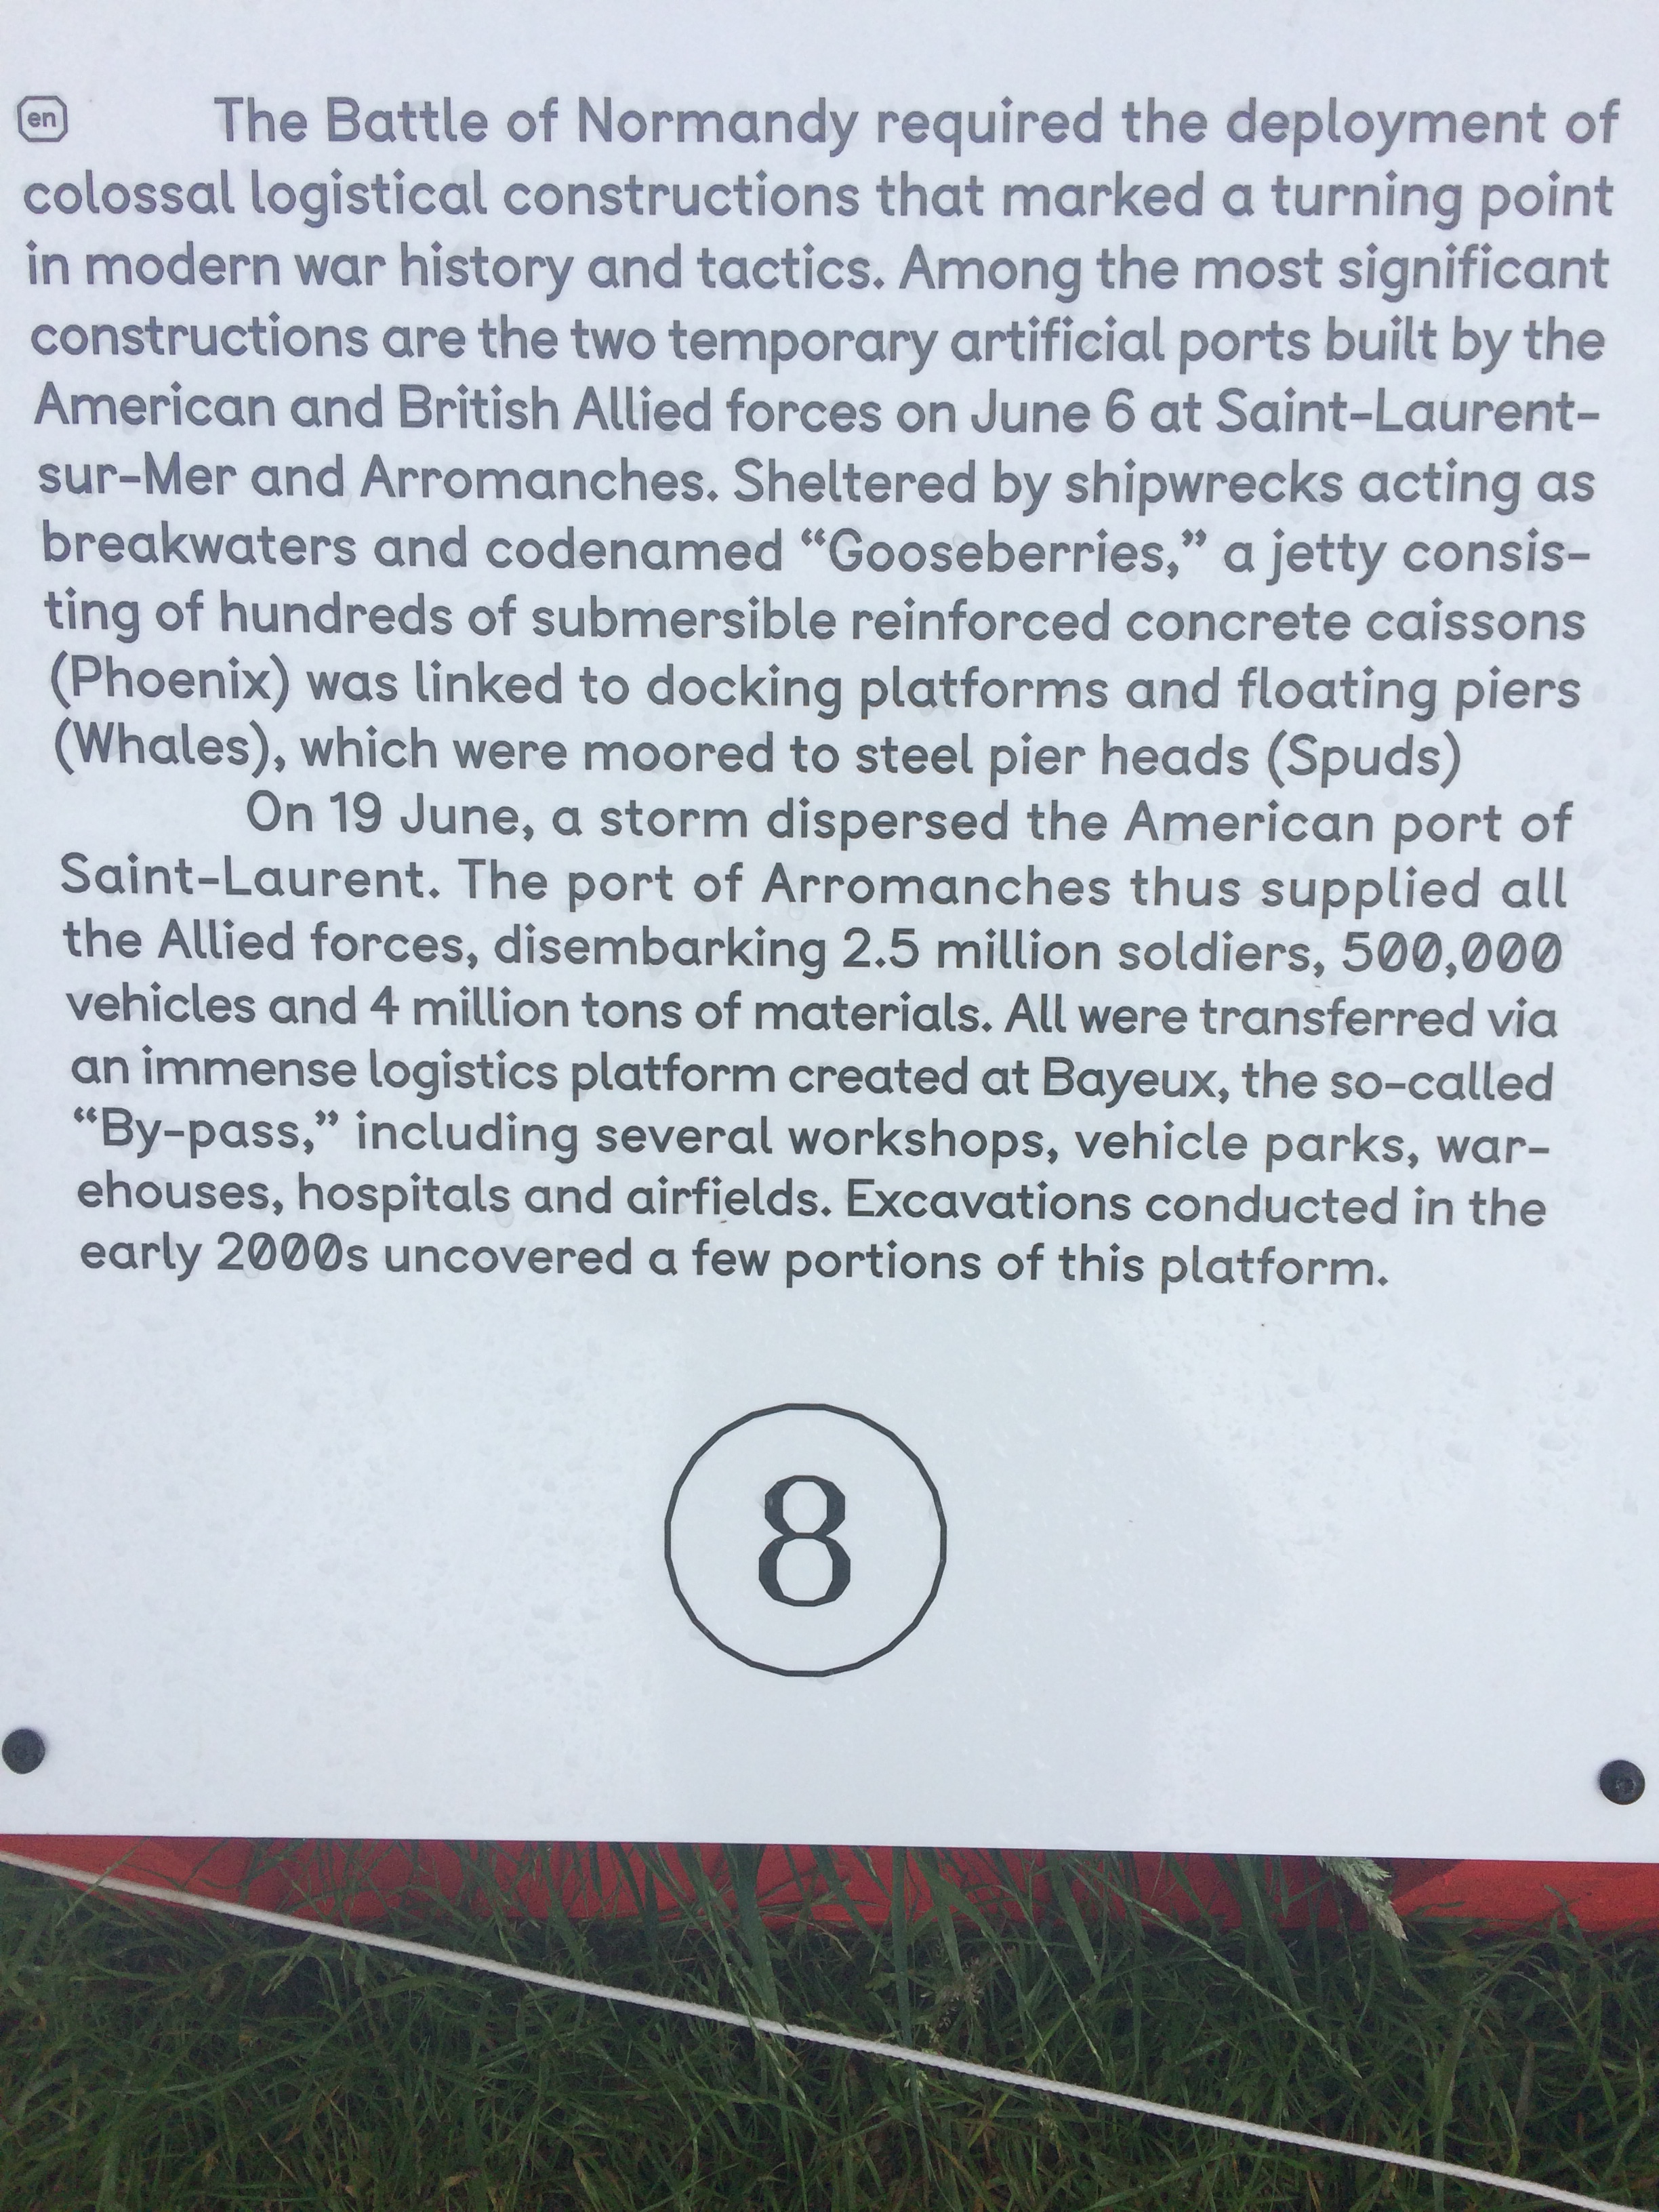 en
The Battle of Normandy required the deployment of
colossal logistical constructions that marked a turning point
in modern war history and tactics. Among the most significant
constructions are the two temporary artificial ports built by the
American and British Allied forces on June 6 at Saint-Laurent-
sur-Mer and Arromanches. Sheltered by shipwrecks acting as
breakwaters and codenamed “Gooseberries,” a jetty consis-
ting of hundreds of submersible reinforced concrete caissons
(Phoenix) was linked to docking platforms and floating piers
(Whales), which were moored to steel pier heads (Spuds)
On 19 June, a storm dispersed the American port of
Saint-Laurent. The port of Arromanches thus supplied all
the Allied forces, disembarking 2.5 million soldiers, 500,000
vehicles and 4 million tons of materials. All were transferred via
an immense logistics platform created at Bayeux, the so-called
“By-pass,” including several workshops, vehicle parks, war-
ehouses, hospitals and airfields. Excavations conducted in the
early 2000s uncovered a few portions of this platform.
8